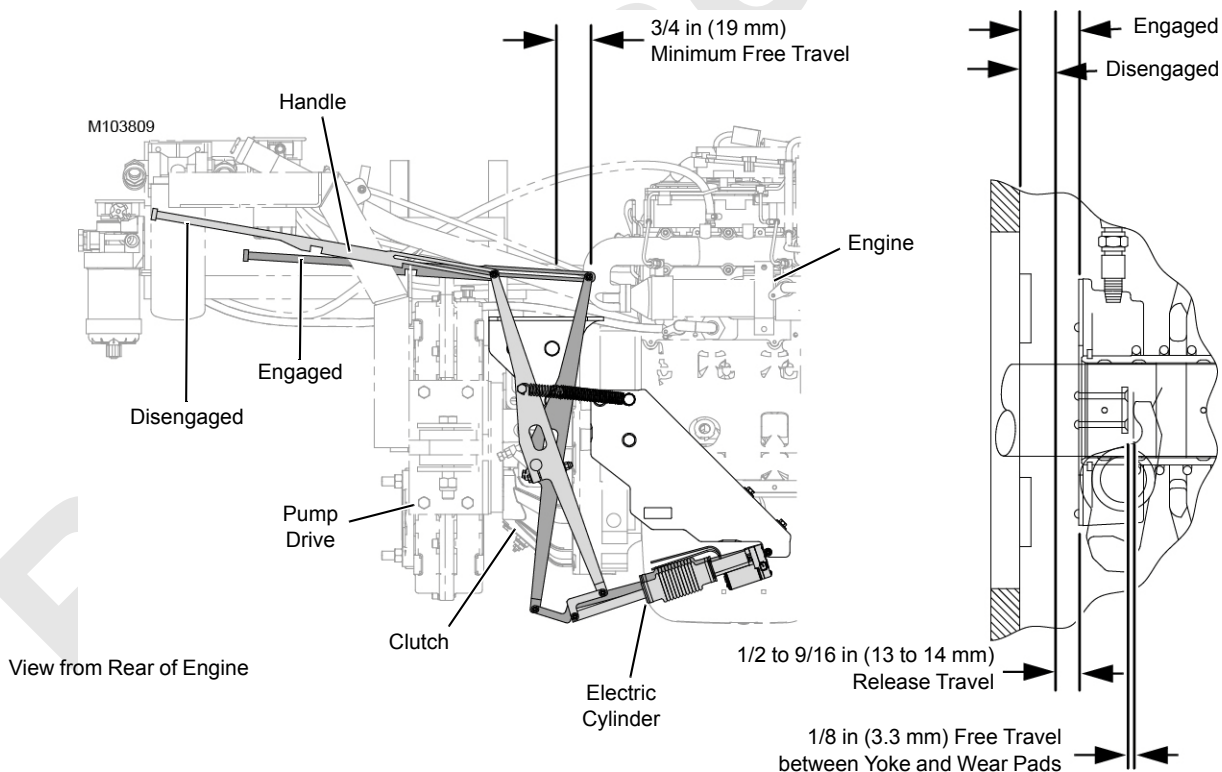 3/4 in (19 mm)
Minimum Free Travel
Engaged
Disengaged
Handle
M103809
Engine
Engaged
Disengaged
Pump
Drive
Clutch
View from Rear of Engine
Electric
Cylinder
1/2 to 9/16 in (13 to 14 mm)
Release Travel
1/8 in (3.3 mm) Free Travel
between Yoke and Wear Pads